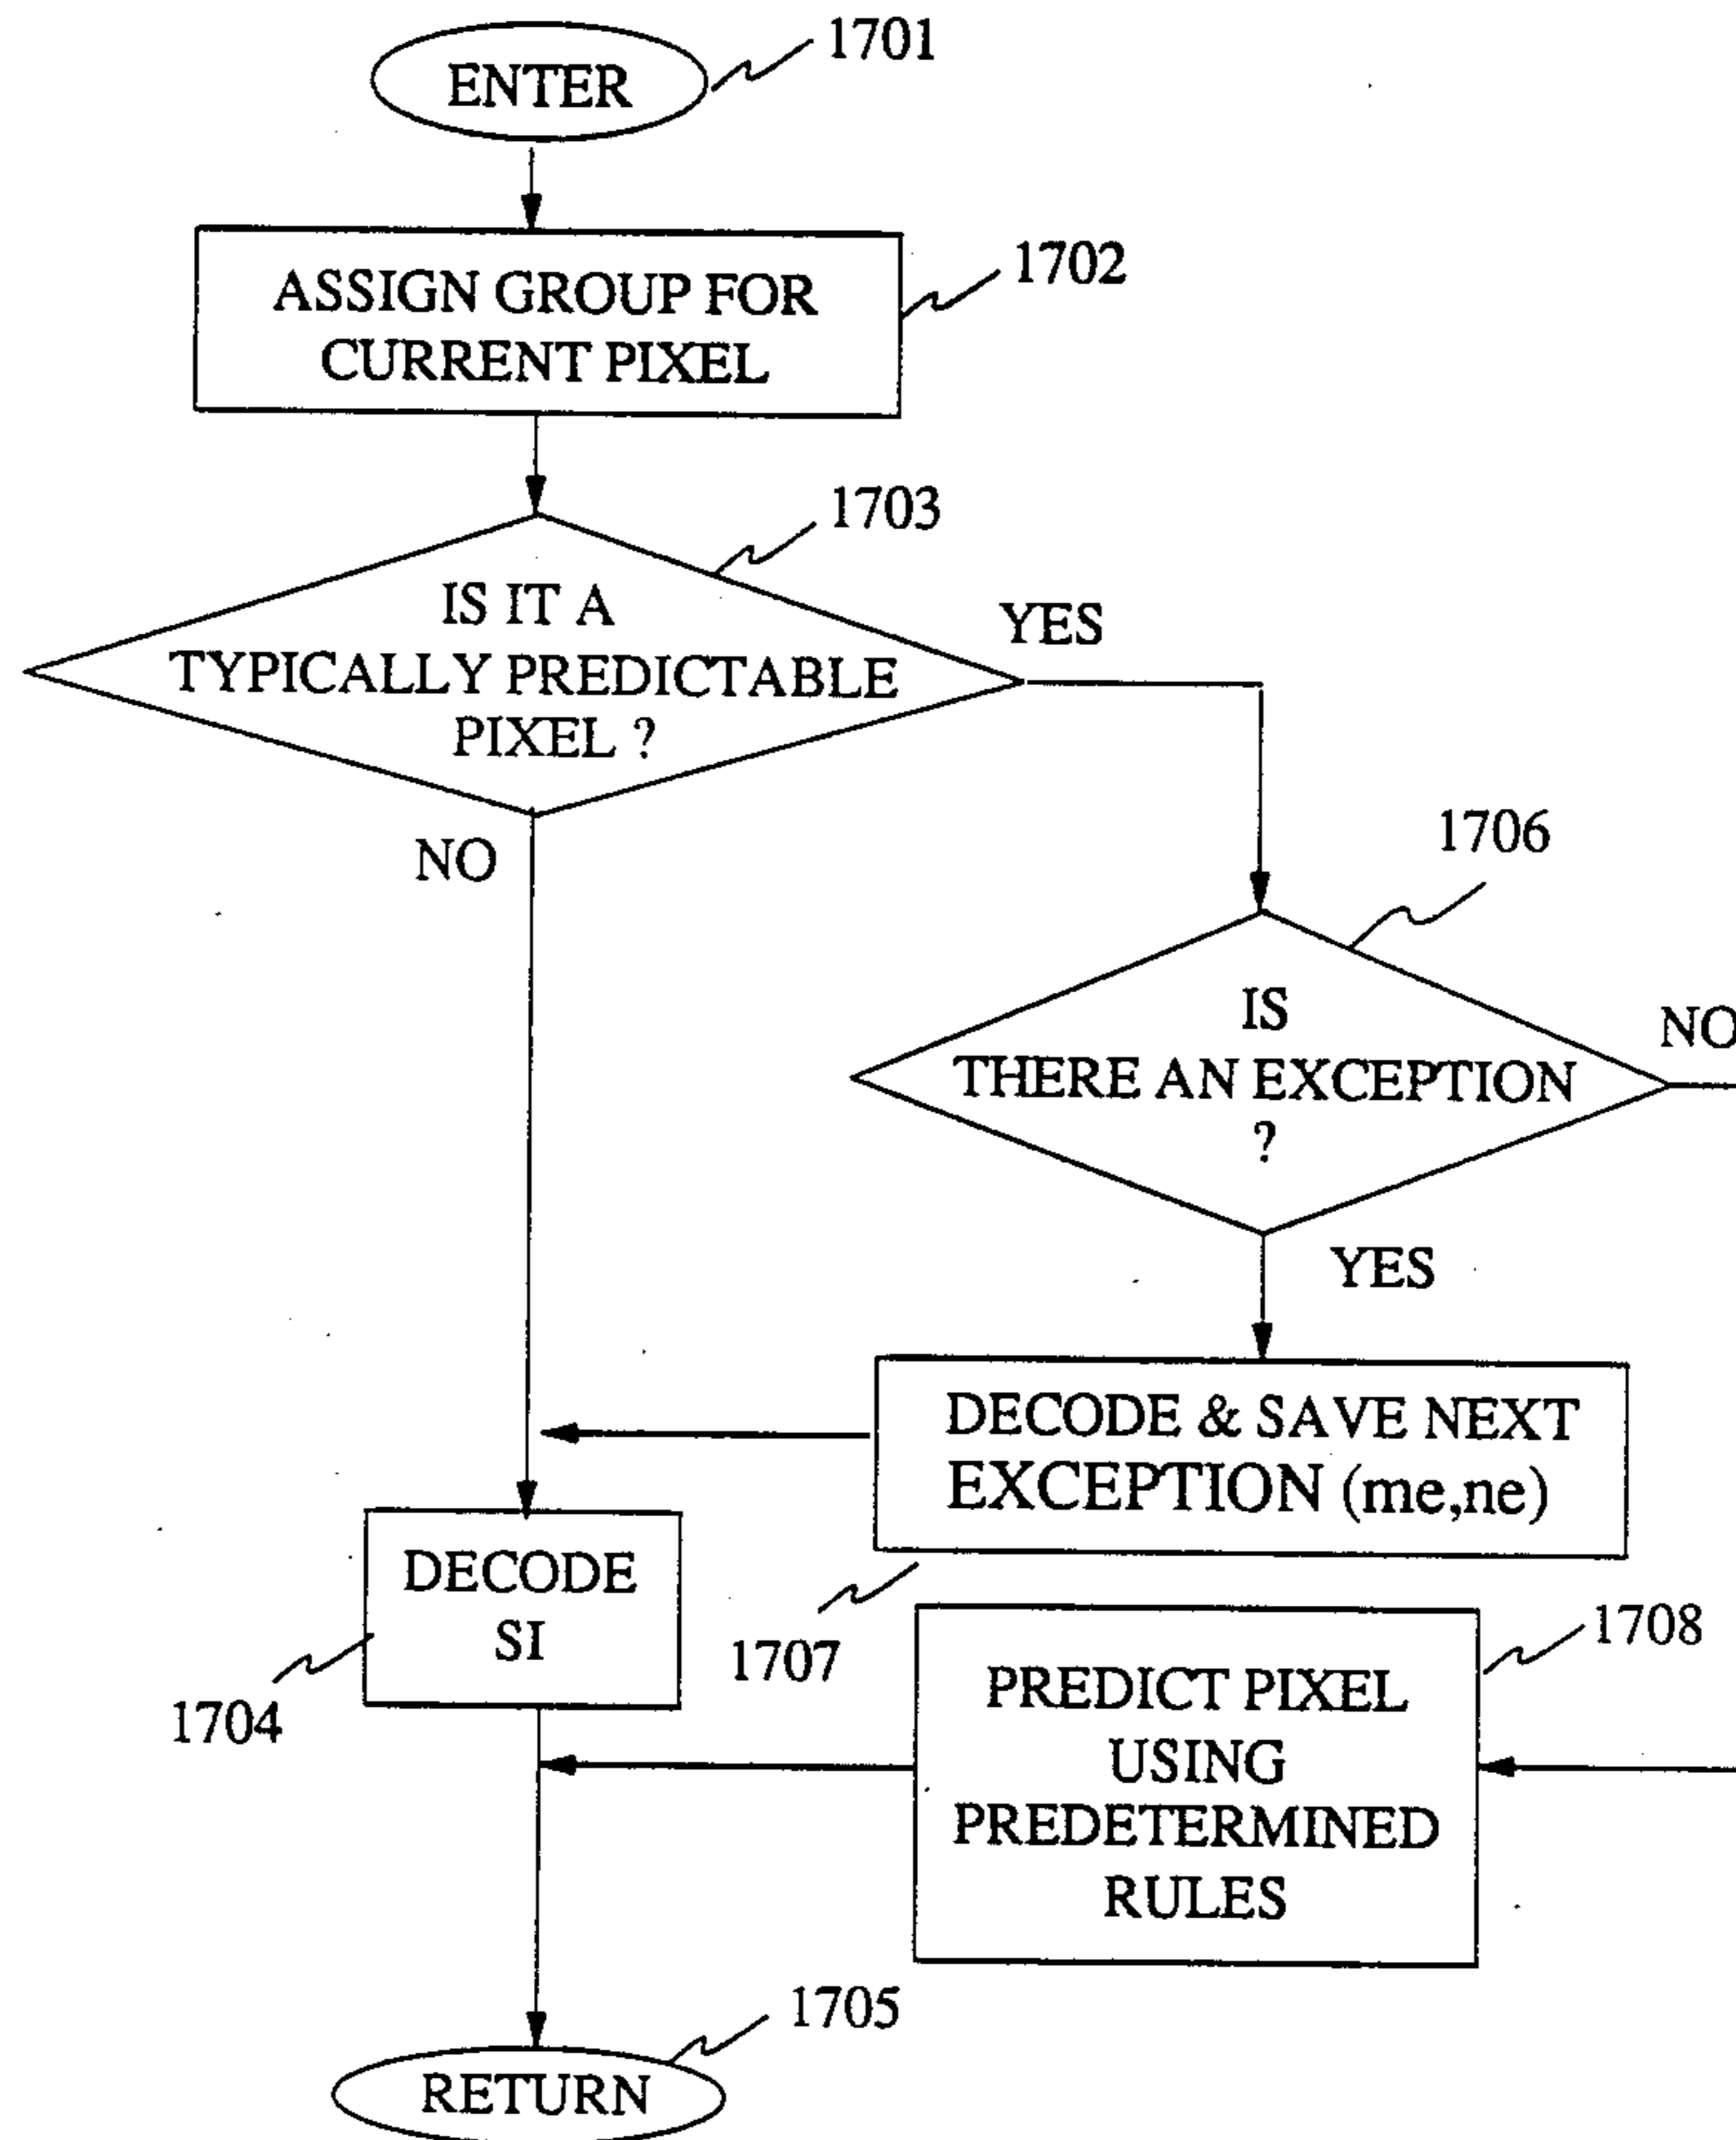 1701
ENTER
1702
ASSIGN GROUP FOR
CURRENT PIXEL
1703
IS IT A
TYPICALLY PREDICTABLE
PIXEL ?
YES
NO
1706
IS
THERE AN EXCEPTION
?
NO
YES
DECODE & SAVE NEXT
EXCEPTION (me,ne)
1707
DECODE
SI
1704
1708
PREDICT PIXEL
USING
PREDETERMINED
RULES
1705
RETURN